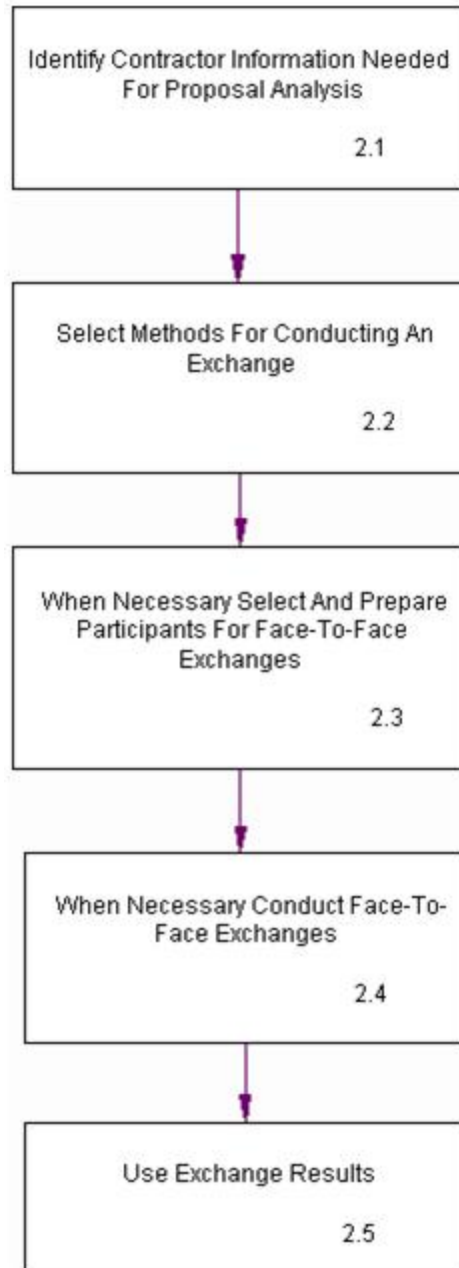 Identify Contractor Information Needed
For Proposal Analysis
2.1
Select Methods For Conducting An
Exchange
2.2
When Necessary Select And Prepare
Participants For Face-To-Face
Exchanges
2.3
When Necessary Conduct Face-To-
Face Exchanges
2.4
Use Exchange Results
2.5